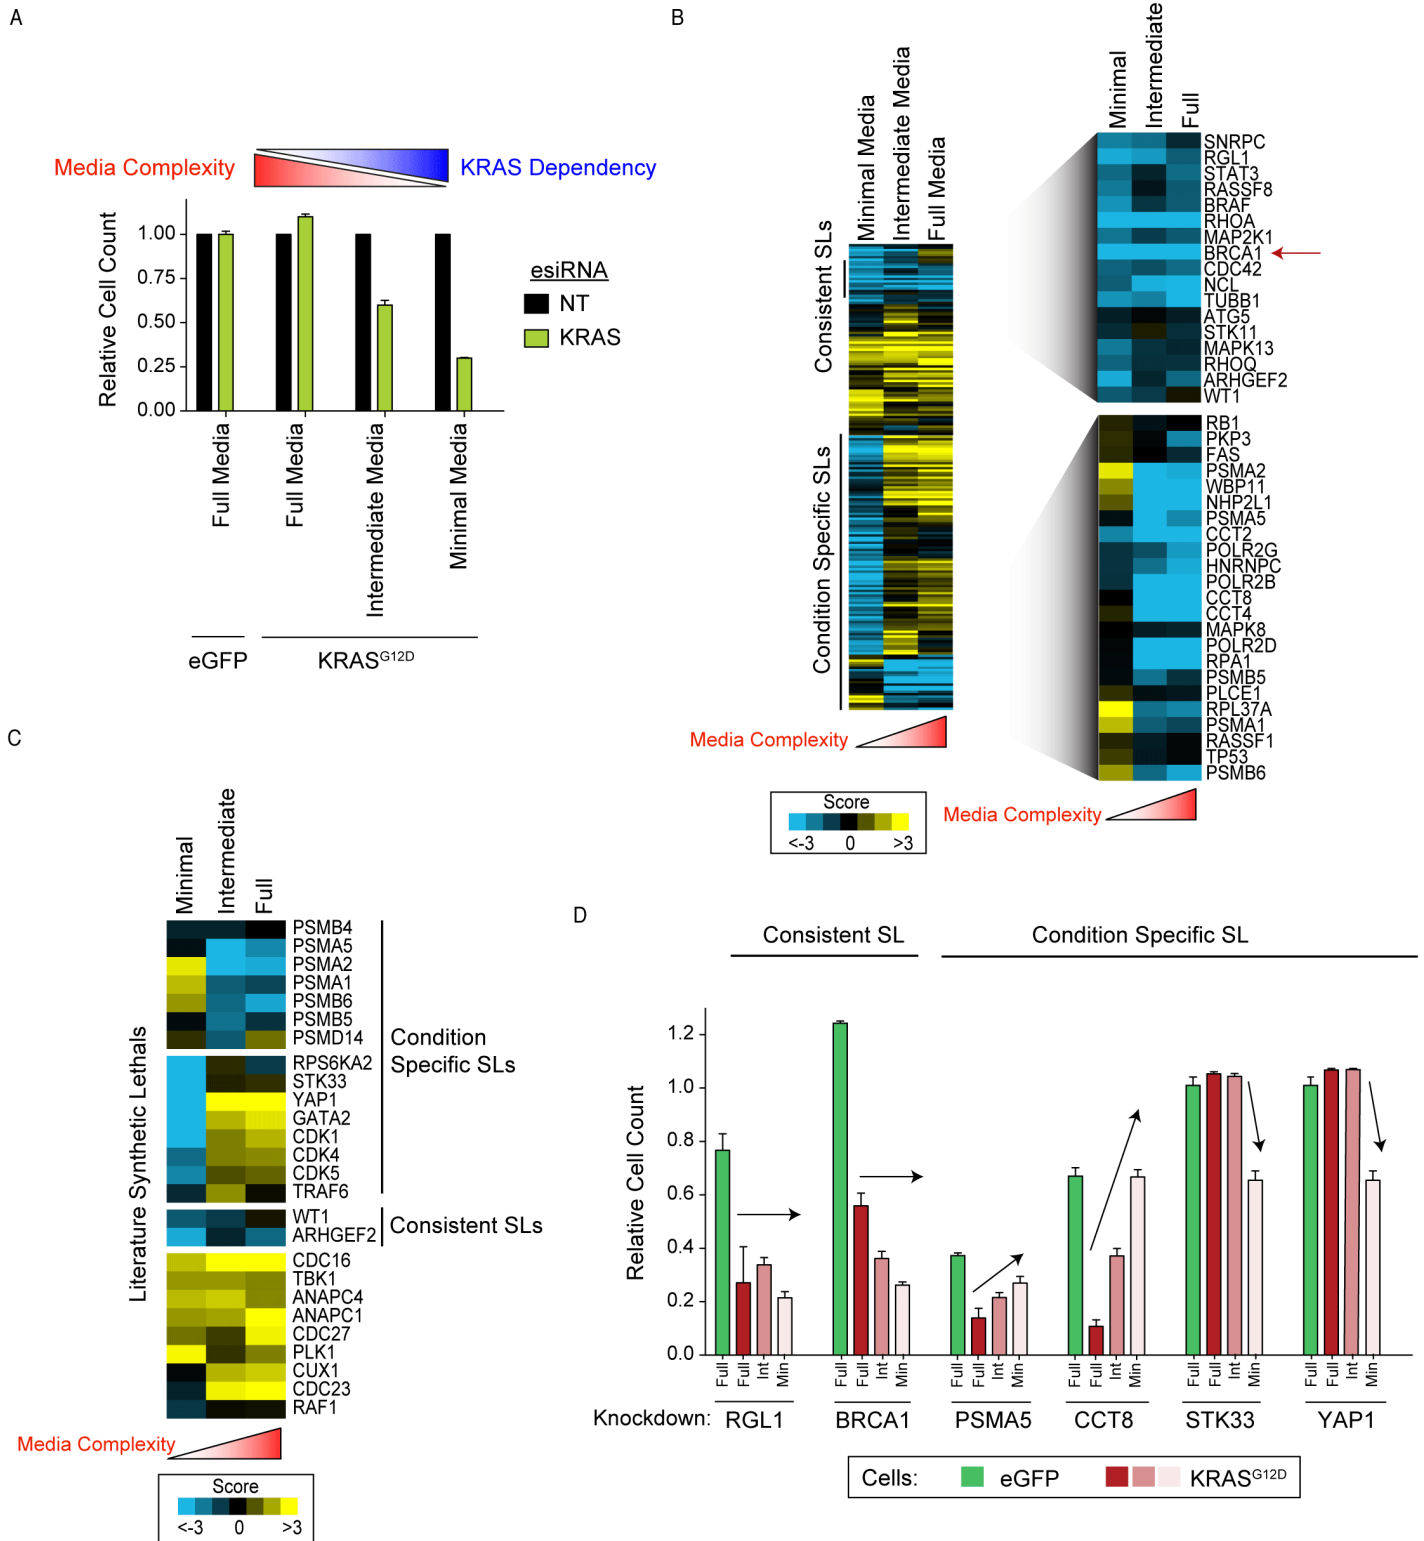 A
Media Complexity
KRAS Dependency
Relative Cell Count
1.00
0.75
0.50
0.25
0.00
esiRNA
NT
KRAS
Full Media
Full Media
Intermediate Media
Minimal Media
eGFP
KRASG12D
B
Minimal Media
Intermediate Media
Full Media
Consistent SLs
Condition Specific SLs
Media Complexity
Score
<-3 0 >3
Minimal
Intermediate
Full
SNRPC
RGL1
STAT3
RASSF8
BRAF
RHOA
MAP2K1
BRCA1
CDC42
NCL
TUBB1
ATG5
STK11
MAPK13
RHOQ
ARHGEF2
WT1
RB1
PKP3
FAS
PSMA2
WBP11
NHP2L1
PSMA5
CCT2
POLR2G
HNRNPC
POLR2B
CCT8
CCT4
MAPK8
POLR2D
RPA1
PSMB5
PLCE1
RPL37A
PSMA1
RASSF1
TP53
PSMB6
Media Complexity
C
Minimal
Intermediate
Full
Literature Synthetic Lethals
PSMB4
PSMA5
PSMA2
PSMA1
PSMB6
PSMB5
PSMD14
RPS6KA2
STK33
YAP1
GATA2
CDK1
CDK4
CDK5
TRAF6
Condition
Specific SLs
WT1
ARHGEF2
Consistent SLs
CDC16
TBK1
ANAPC4
ANAPC1
CDC27
PLK1
CUX1
CDC23
RAF1
Media Complexity
Score
<-3 0 >3
D
Consistent SL
Condition Specific SL
Relative Cell Count
1.2
1.0
0.8
0.6
0.4
0.2
0.0
Full Full Int Min Full Full Int Min Full Full Int Min Full Full Int Min Full Full Int Min Full Full Int Min
Knockdown: RGL1 BRCA1 PSMA5 CCT8 STK33 YAP1
Cells: eGFP KRASG12D